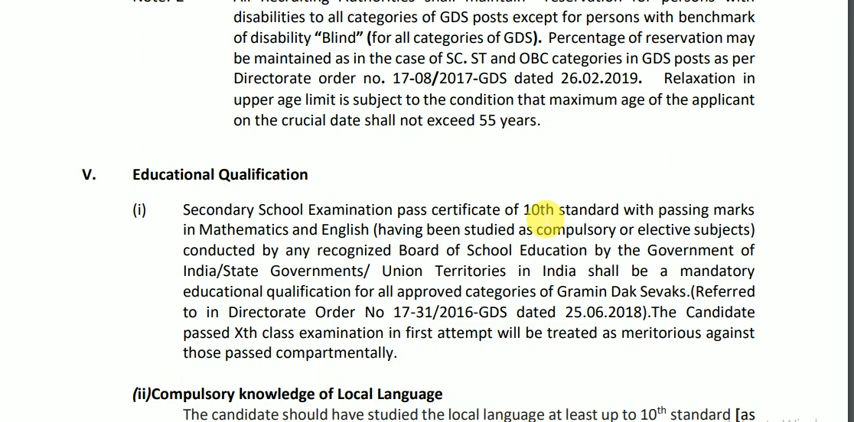 disabilities to all categories of GDS posts except for persons with benchmark
of disability “Blind” (for all categories of GDS). Percentage of reservation may
be maintained as in the case of SC. ST and OBC categories in GDS posts as per
Directorate order no. 17-08/2017-GDS dated 26.02.2019. Relaxation in
upper age limit is subject to the condition that maximum age of the applicant
on the crucial date shall not exceed 55 years.
V. Educational Qualification
(i) Secondary School Examination pass certificate of 10th standard with passing marks
in Mathematics and English (having been studied as compulsory or elective subjects)
conducted by any recognized Board of School Education by the Government of
India/State Governments/ Union Territories in India shall be a mandatory
educational qualification for all approved categories of Gramin Dak Sevaks.(Referred
to in Directorate Order No 17-31/2016-GDS dated 25.06.2018).The Candidate
passed Xth class examination in first attempt will be treated as meritorious against
those passed compartmentally.
(ii)Compulsory knowledge of Local Language
The candidate should have studied the local language at least up to 10th standard [as